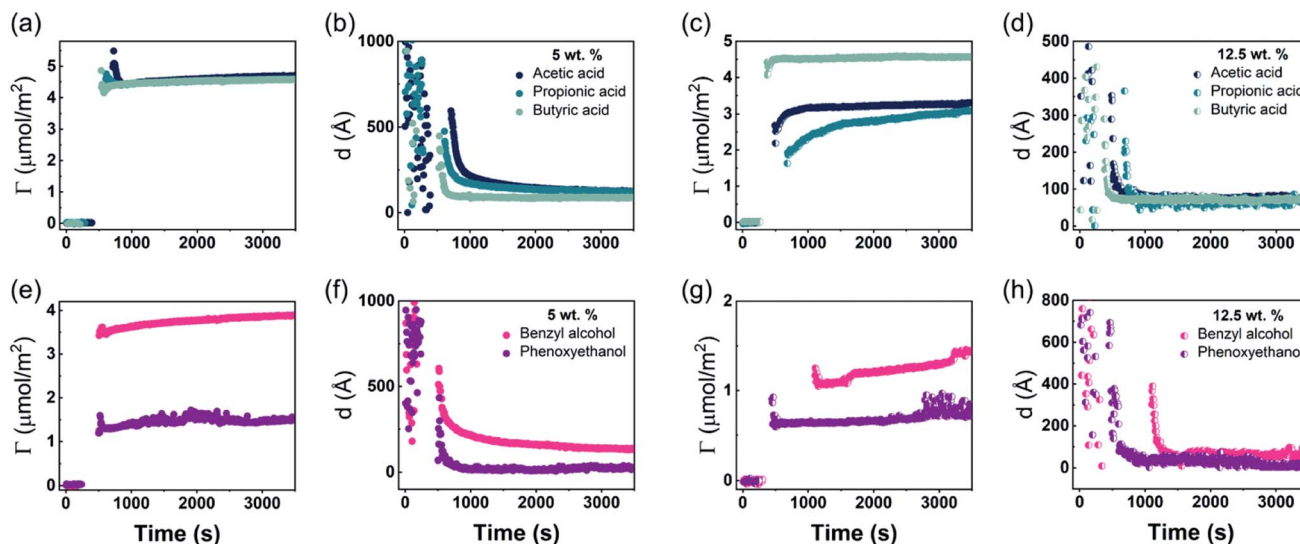 (a)
Γ (μmol/m²)
5
4
3
2
1
0
0 1000 2000 3000
(b)
d (Å)
1000
500
0
5 wt. %
Acetic acid
Propionic acid
Butyric acid
0 1000 2000 3000
(c)
Γ (μmol/m²)
5
4
3
2
1
0
0 1000 2000 3000
(d)
d (Å)
500
400
300
200
100
0
12.5 wt. %
Acetic acid
Propionic acid
Butyric acid
0 1000 2000 3000
(e)
Γ (μmol/m²)
4
3
2
1
0
0 1000 2000 3000
Time (s)
(f)
d (Å)
1000
500
0
5 wt. %
Benzyl alcohol
Phenoxyethanol
0 1000 2000 3000
Time (s)
(g)
Γ (μmol/m²)
2
1
0
0 1000 2000 3000
Time (s)
(h)
d (Å)
800
600
400
200
0
12.5 wt. %
Benzyl alcohol
Phenoxyethanol
0 1000 2000 3000
Time (s)